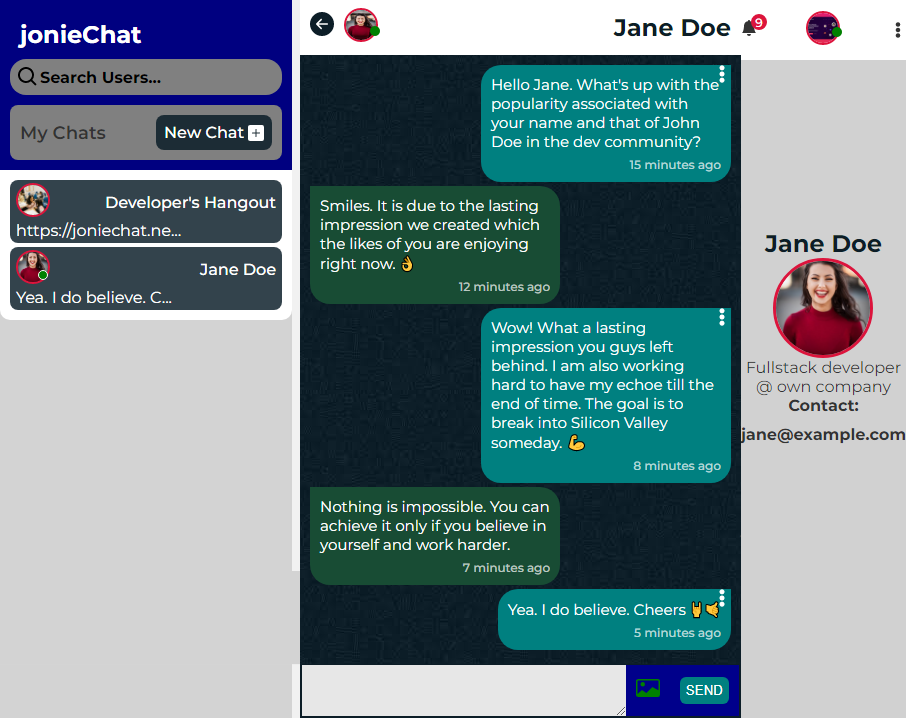 jonieChat
Search Users...
My Chats
New Chat
Developer's Hangout
https://joniechat.ne...
Jane Doe
Yea. I do believe. C...
Jane Doe
9
Hello Jane. What's up with the
popularity associated with
your name and that of John
Doe in the dev community?
15 minutes ago
Smiles. It is due to the lasting
impression we created which
the likes of you are enjoying
right now. 👌
12 minutes ago
Wow! What a lasting
impression you guys left
behind. I am also working
hard to have my echoe till the
end of time. The goal is to
break into Silicon Valley
someday. 💪
8 minutes ago
Nothing is impossible. You can
achieve it only if you believe in
yourself and work harder.
7 minutes ago
Yea. I do believe. Cheers 🤘🤙
5 minutes ago
SEND
Jane Doe
Fullstack developer
@ own company
Contact:
jane@example.com